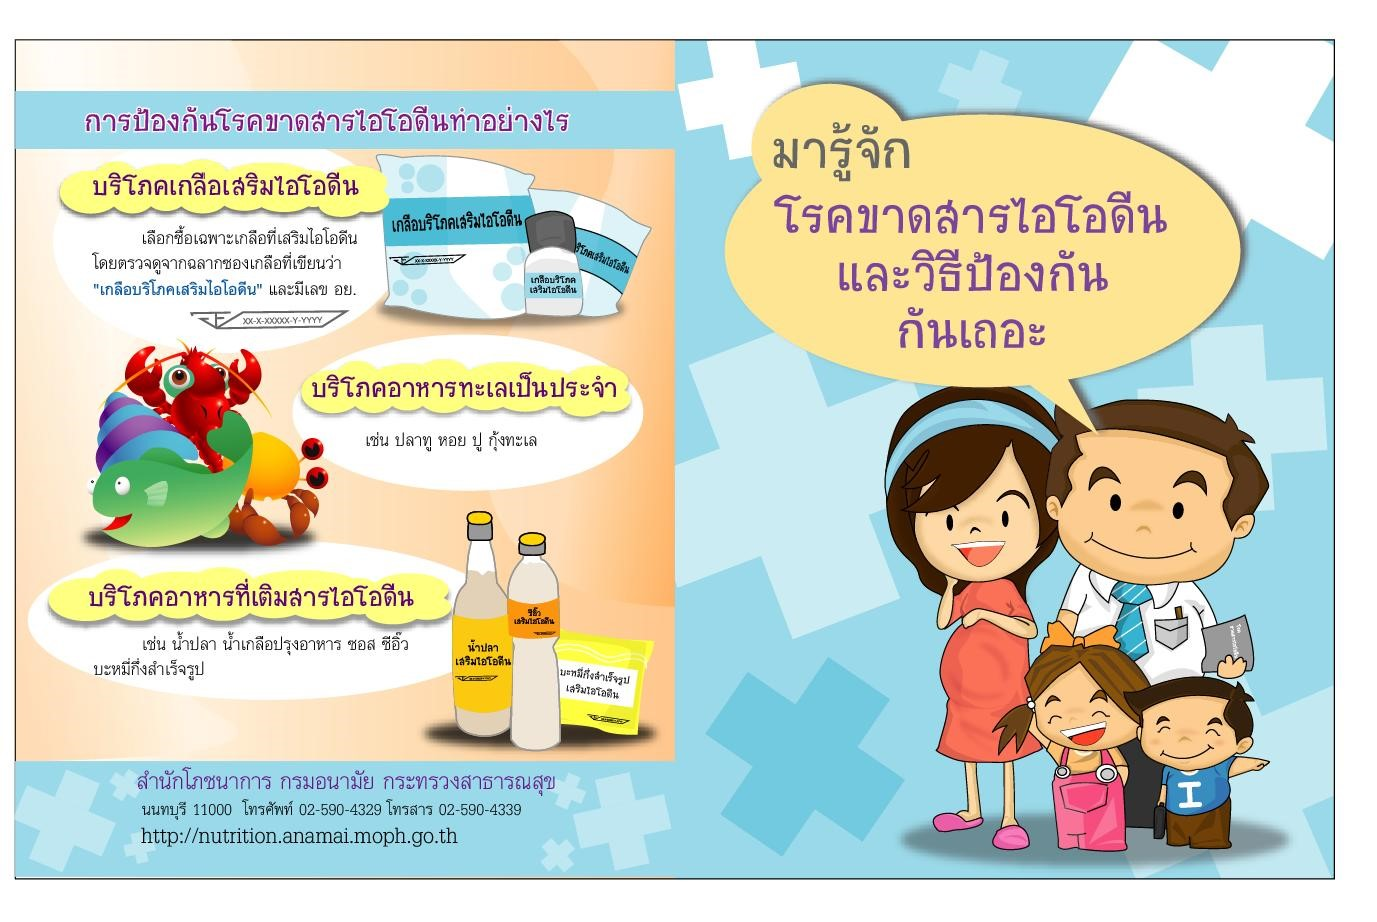 การป้องกันโรคขาดสารไอโอดีนทำอย่างไร
บริโภคเกลือเสริมไอโอดีน
เลือกซื้อเฉพาะเกลือที่เสริมไอโอดีน
โดยตรวจดูจากฉลากซองเกลือที่เขียนว่า
"เกลือบริโภคเสริมไอโอดีน" และมีเลข อย.
XX-X-XXXXX-Y-YYYY
เกลือบริโภคเสริมไอโอดีน
XX-X-XXXXX-Y-YYYY
เกลือบริโภค
เสริมไอโอดีน
ริโภคเสริมไอโอดีน
บริโภคอาหารทะเลเป็นประจำ
เช่น ปลาทู หอย ปู กุ้งทะเล
บริโภคอาหารที่เติมสารไอโอดีน
เช่น น้ำปลา น้ำเกลือปรุงอาหาร ซอส ซีอิ๊ว
บะหมี่กึ่งสำเร็จรูป
น้ำปลา
เสริมไอโอดีน
ซีอิ๊ว
เสริมไอโอดีน
บะหมี่กึ่งสำเร็จรูป
เสริมไอโอดีน
สำนักโภชนาการ กรมอนามัย กระทรวงสาธารณสุข
นนทบุรี 11000 โทรศัพท์ 02-590-4329 โทรสาร 02-590-4339
http://nutrition.anamai.moph.go.th
มารู้จัก
โรคขาดสารไอโอดีน
และวิธีป้องกัน
กันเถอะ
I